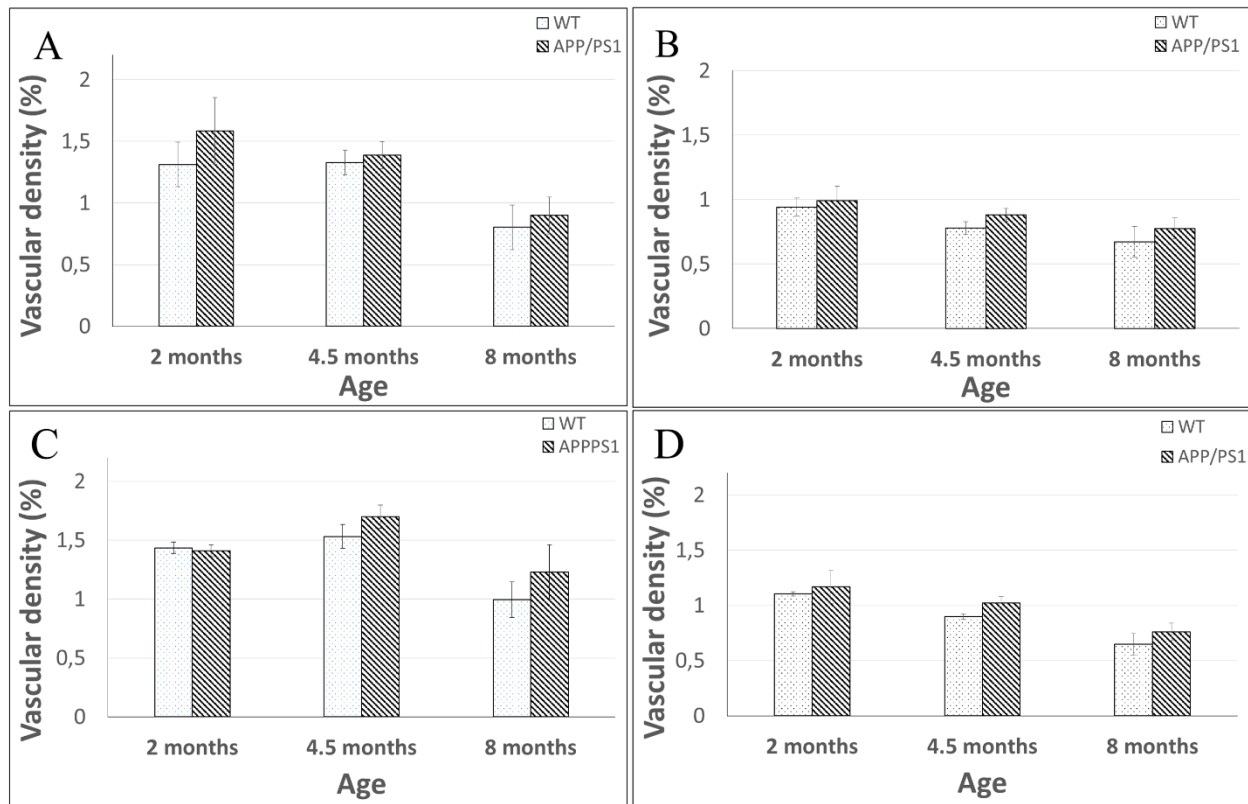 A
WT
APP/PS1
Vascular density (%)
2
1,5
1
0,5
0
2 months 4.5 months 8 months
Age
B
WT
APP/PS1
Vascular density (%)
2
1,5
1
0,5
0
2 months 4.5 months 8 months
Age
C
WT
APPPS1
Vascular density (%)
2
1,5
1
0,5
0
2 months 4.5 months 8 months
Age
D
WT
APP/PS1
Vascular density (%)
2
1,5
1
0,5
0
2 months 4.5 months 8 months
Age